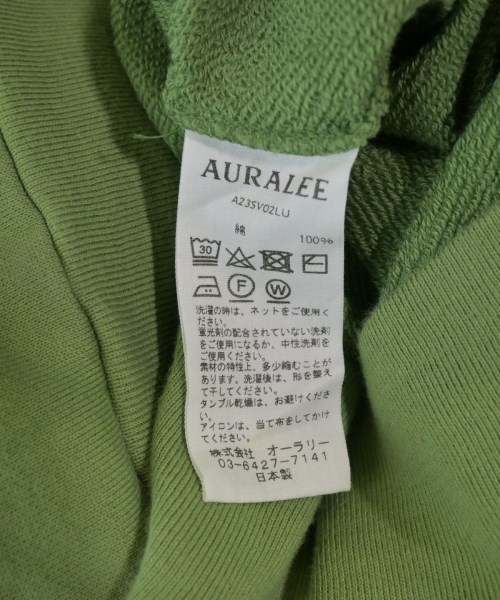 AURALEE
A23SV02LU
綿 100%
30
F W
洗濯の時は、ネットをご使用く
ださい。
蛍光剤の配合されていない洗剤
をご使用になるか、中性洗剤を
ご使用ください。
素材の特性上、多少縮むことが
あります。洗濯後は、形を整え
て干してください。
タンブル乾燥は、お避けくださ
い。
アイロンは、当て布をしてかけ
てください。
株式会社 オーラリー
03-6427-7141
日本製